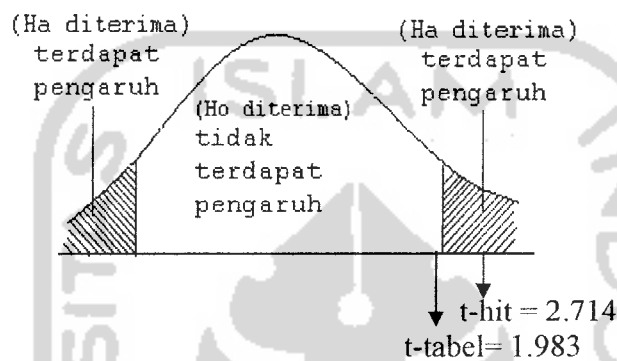 (Ha diterima)
terdapat
pengaruh
(Ho diterima)
tidak
terdapat
pengaruh
(Ha diterima)
terdapat
pengaruh
t-hit = 2.714
t-tabel= 1.983
ISLAM